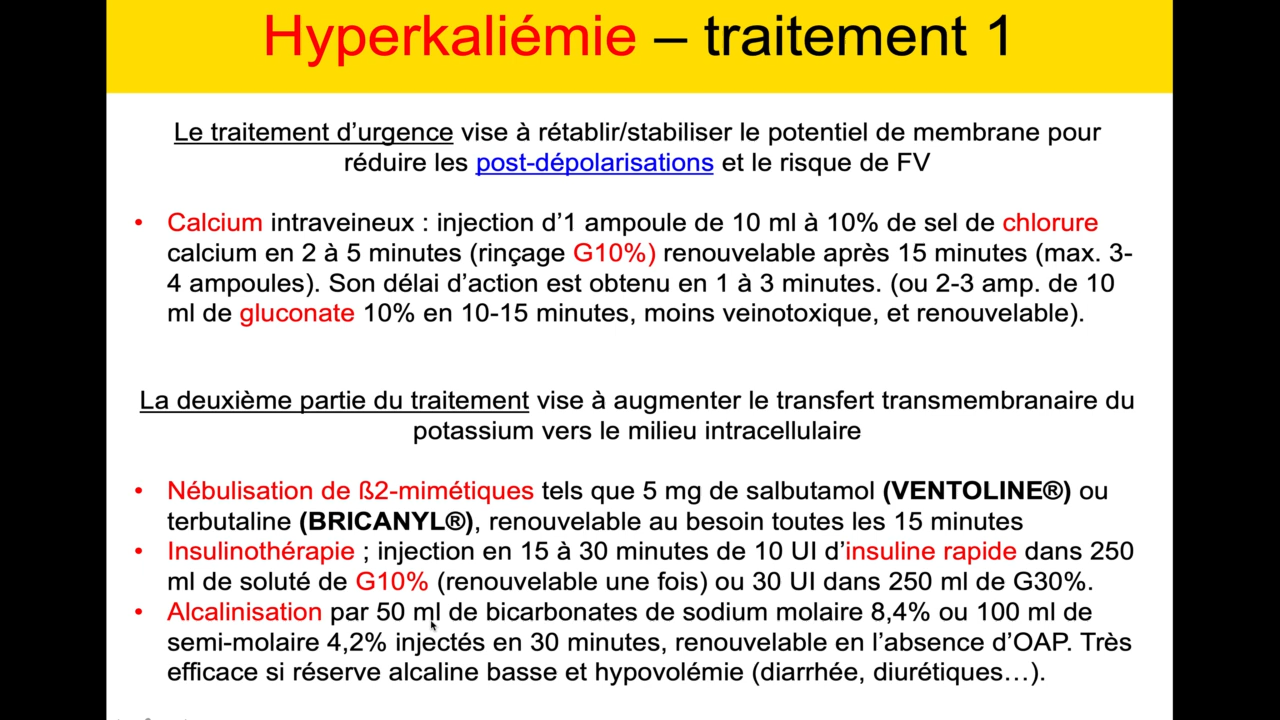 Hyperkaliémie – traitement 1
Le traitement d’urgence vise à rétablir/stabiliser le potentiel de membrane pour
réduire les post-dépolarisations et le risque de FV
• Calcium intraveineux : injection d’1 ampoule de 10 ml à 10% de sel de chlorure
calcium en 2 à 5 minutes (rinçage G10%) renouvelable après 15 minutes (max. 3-
4 ampoules). Son délai d’action est obtenu en 1 à 3 minutes. (ou 2-3 amp. de 10
ml de gluconate 10% en 10-15 minutes, moins veinotoxique, et renouvelable).
La deuxième partie du traitement vise à augmenter le transfert transmembranaire du
potassium vers le milieu intracellulaire
• Nébulisation de ß2-mimétiques tels que 5 mg de salbutamol (VENTOLINE®) ou
terbutaline (BRICANYL®), renouvelable au besoin toutes les 15 minutes
• Insulinothérapie ; injection en 15 à 30 minutes de 10 UI d’insuline rapide dans 250
ml de soluté de G10% (renouvelable une fois) ou 30 UI dans 250 ml de G30%.
• Alcalinisation par 50 ml de bicarbonates de sodium molaire 8,4% ou 100 ml de
semi-molaire 4,2% injectés en 30 minutes, renouvelable en l’absence d’OAP. Très
efficace si réserve alcaline basse et hypovolémie (diarrhée, diurétiques…).